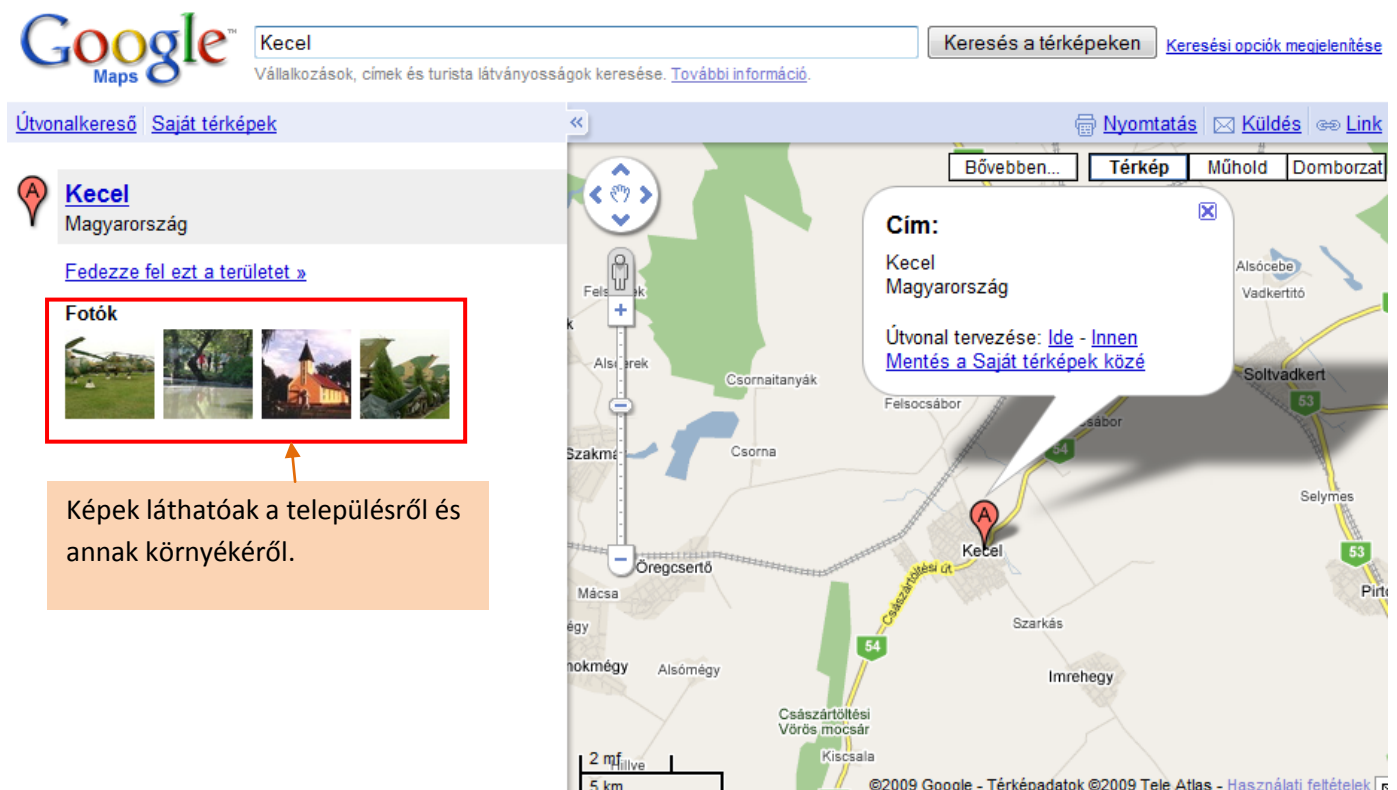 Google™
Maps
Kecel
Keresés a térképeken
Keresési opciók megjelenítése
Vállalkozások, címek és turista látványosságok keresése. További információ.
Útvonalkereső Saját térképek
«
Nyomtatás Küldés Link
A
Kecel
Magyarország
Fedezze fel ezt a területet »
Fotók
Képek láthatóak a településről és
annak környékéről.
Bővebben... Térkép Műhold Domborzat
Cím:
Kecel
Magyarország
Útvonal tervezése: Ide - Innen
Mentés a Saját térképek közé
Alsócebe
Vadkertitó
Soltvadkert
53
Csornaitanyák
Felsocsábor
54
Csorna
Selymes
A
Kecel
53
Öregcsertő
Császártöltési út
Mácsa
Szarkás
54
Alsómégy
Imrehegy
Császártöltési
Vörös mocsár
Kiscsala
2 mf
5 km
©2009 Google - Térképadatok ©2009 Tele Atlas - Használati feltételek